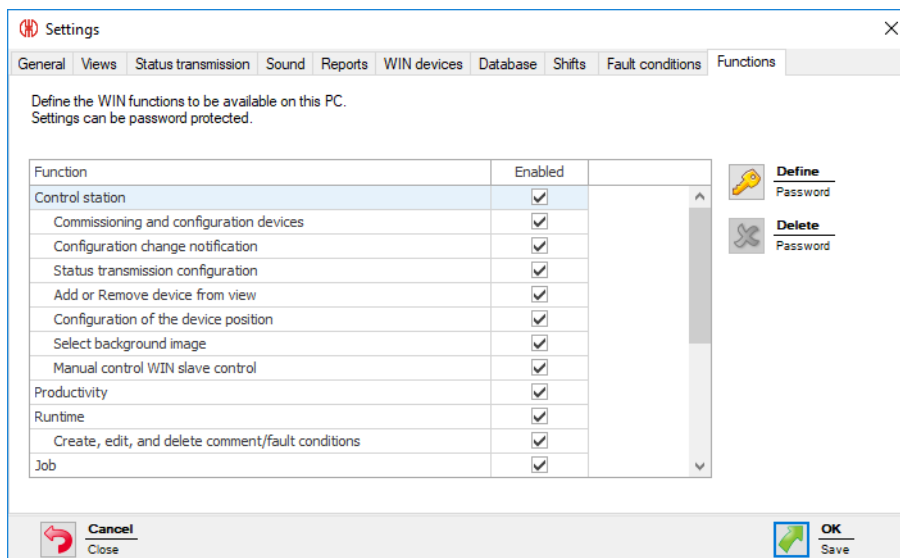 Settings
General Views Status transmission Sound Reports WIN devices Database Shifts Fault conditions Functions
Define the WIN functions to be available on this PC.
Settings can be password protected.
Function Enabled
Control station
Commissioning and configuration devices
Configuration change notification
Status transmission configuration
Add or Remove device from view
Configuration of the device position
Select background image
Manual control WIN slave control
Productivity
Runtime
Create, edit, and delete comment/fault conditions
Job
Define
Password
Delete
Password
Cancel
Close
OK
Save